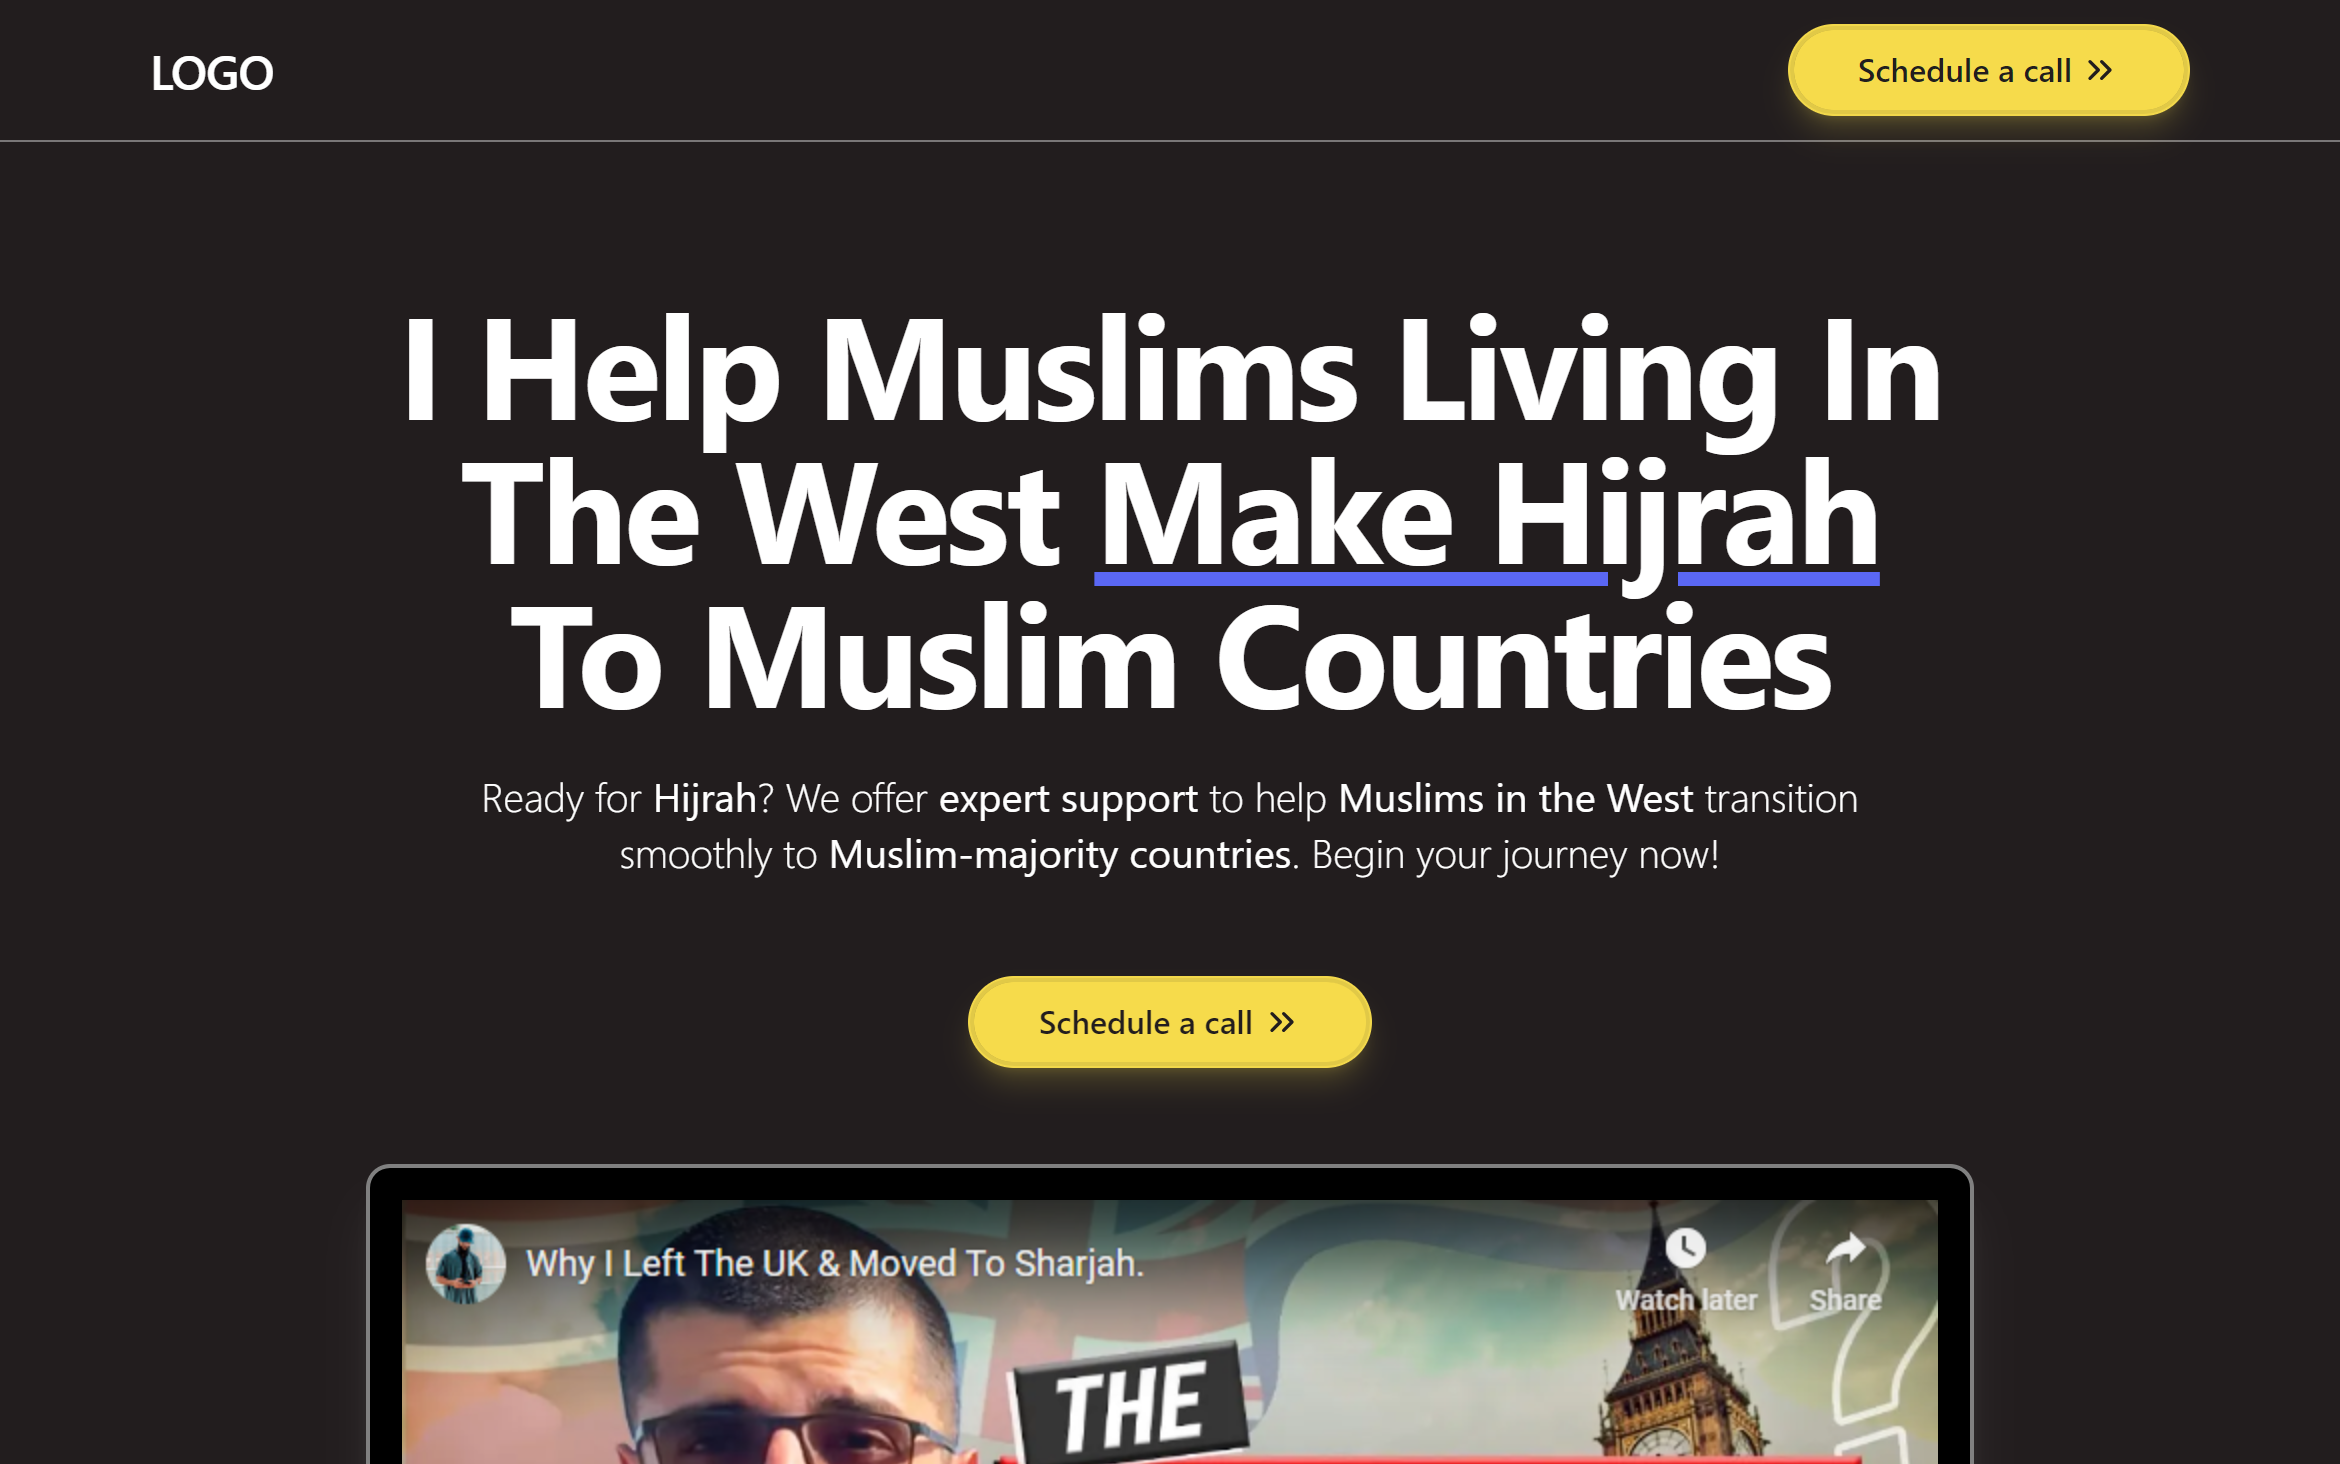 LOGO
Schedule a call
I Help Muslims Living In
The West Make Hijrah
To Muslim Countries
Ready for Hijrah? We offer expert support to help Muslims in the West transition
smoothly to Muslim-majority countries. Begin your journey now!
Schedule a call
Why I Left The UK & Moved To Sharjah.
Watch later
Share
THE